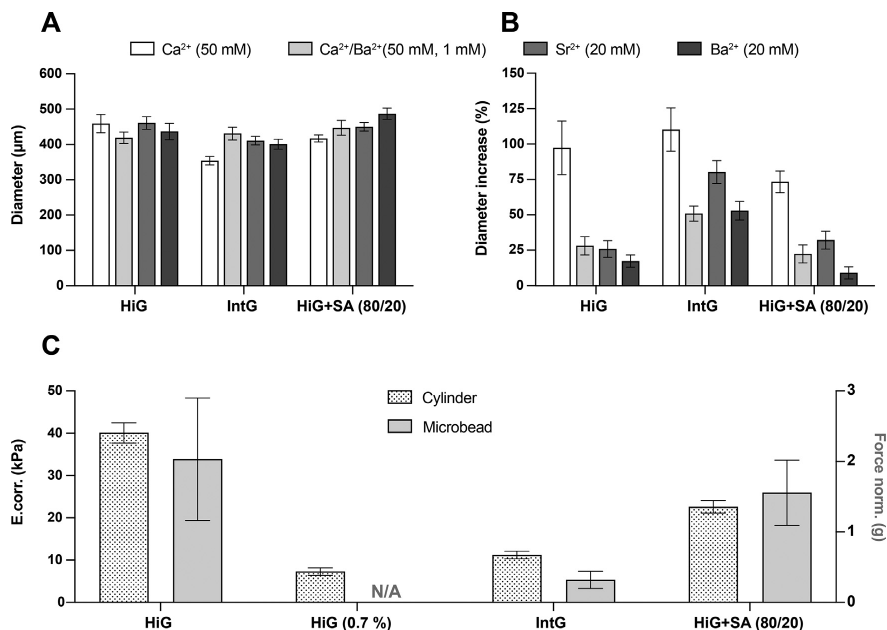 A
B
Ca²⁺ (50 mM)
Ca²⁺/Ba²⁺(50 mM, 1 mM)
Sr²⁺ (20 mM)
Ba²⁺ (20 mM)
Diameter (µm)
600
500
400
300
200
100
0
HiG
IntG
HiG+SA (80/20)
Diameter increase (%)
150
125
100
75
50
25
0
HiG
IntG
HiG+SA (80/20)
C
E.corr. (kPa)
50
40
30
20
10
0
Cylinder
Microbead
N/A
HiG
HiG (0.7 %)
IntG
HiG+SA (80/20)
3
2
1
0
Force norm. (g)